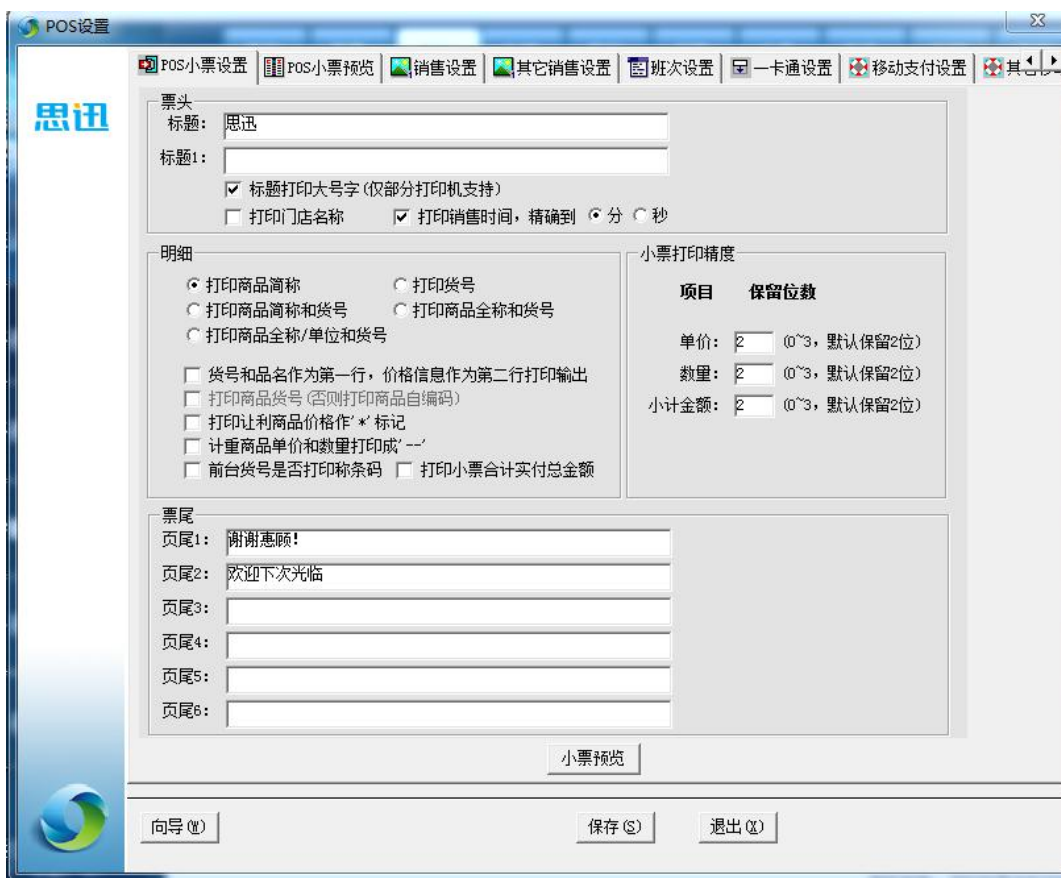 POS设置
POS小票设置 POS小票预览 销售设置 其它销售设置 班次设置 一卡通设置 移动支付设置
思迅
票头
标题: 思迅
标题1:
标题打印大号字(仅部分打印机支持)
打印门店名称 打印销售时间，精确到 分 秒
明细
打印商品简称 打印货号
打印商品简称和货号 打印商品全称和货号
打印商品全称/单位和货号
货号和品名作为第一行，价格信息作为第二行打印输出
打印商品货号(否则打印商品自编码)
打印让利商品价格作'*'标记
计重商品单价和数量打印成'--'
前台货号是否打印称条码 打印小票合计实付总金额
小票打印精度
项目 保留位数
单价: 2 (0~3，默认保留2位)
数量: 2 (0~3，默认保留2位)
小计金额: 2 (0~3，默认保留2位)
票尾
页尾1: 谢谢惠顾!
页尾2: 欢迎下次光临
页尾3:
页尾4:
页尾5:
页尾6:
小票预览
向导(W) 保存(S) 退出(X)